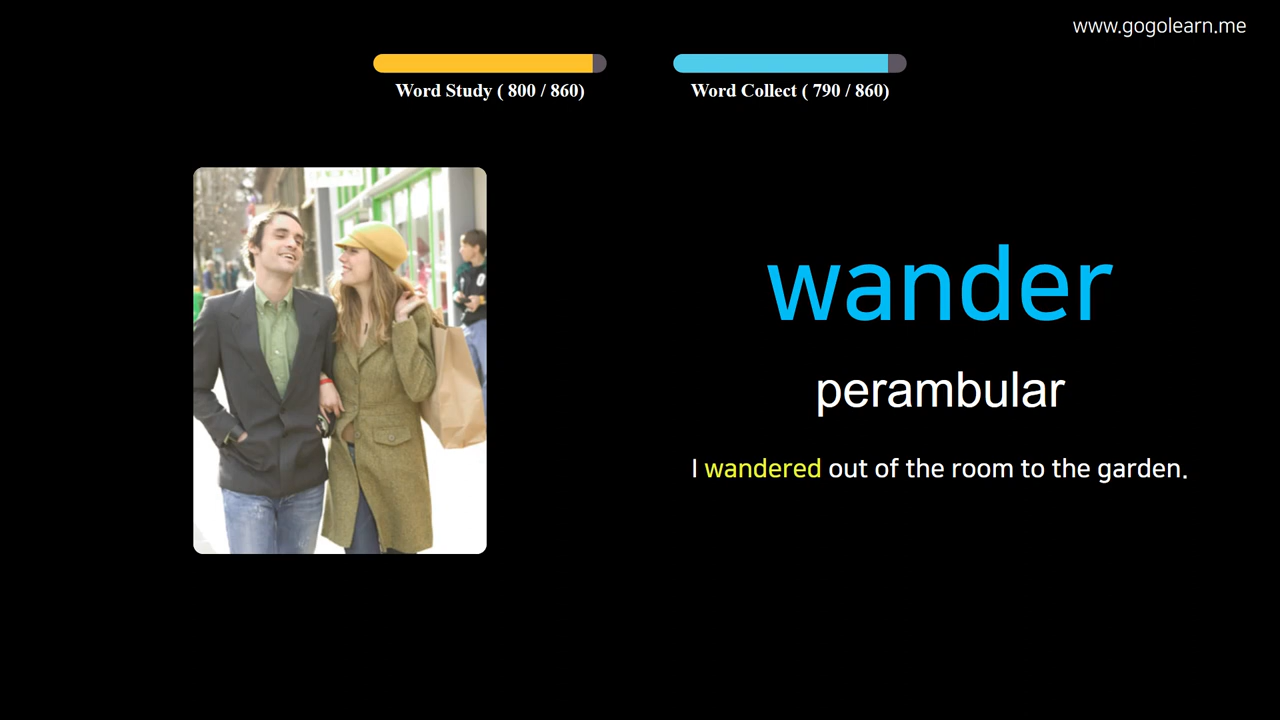 www.gogolearn.me
Word Study ( 800 / 860)
Word Collect ( 790 / 860)
wander
perambular
I wandered out of the room to the garden.